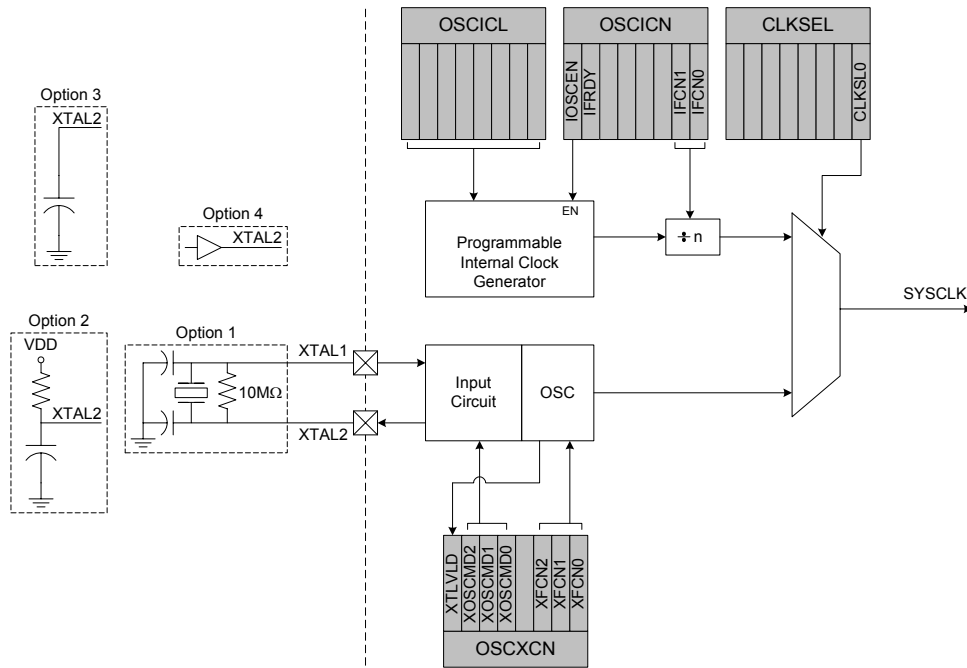 OSCICL
OSCICN
CLKSEL
IOSCEN
IFRDY
IFCN1
IFCN0
CLKSL0
Option 3
XTAL2
Option 4
XTAL2
EN
Programmable
Internal Clock
Generator
÷ n
SYSCLK
Option 2
VDD
XTAL2
Option 1
10MΩ
XTAL1
XTAL2
Input
Circuit
OSC
XTLVLD
XOSCMD2
XOSCMD1
XOSCMD0
XFCN2
XFCN1
XFCN0
OSCXCN